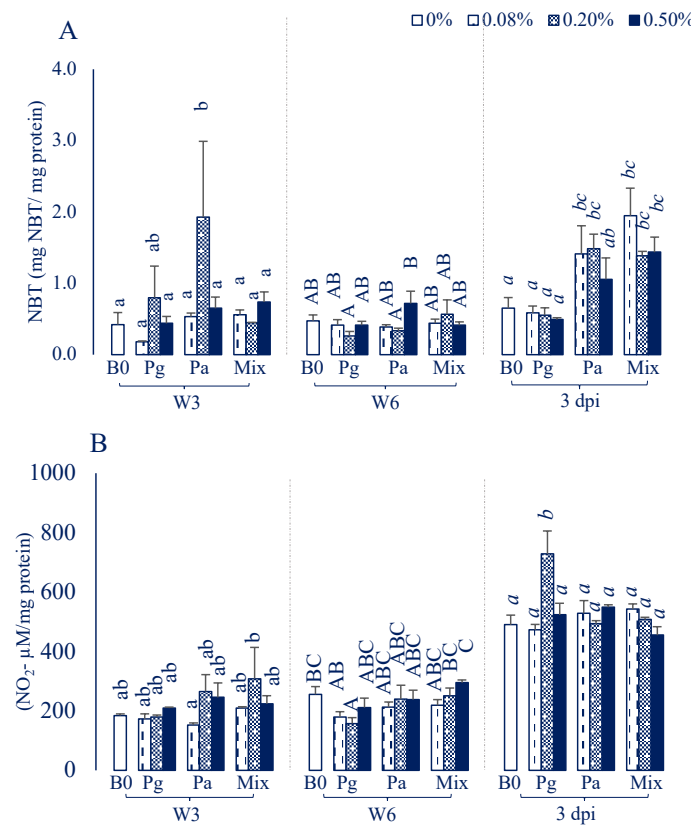 0% 0.08% 0.20% 0.50%
A
NBT (mg NBT/ mg protein)
4.0
3.0
2.0
1.0
0.0
a a ab a a b a a a a
AB AB A AB AB A B AB AB AB
a a a a bc bc ab bc bc bc
B0 Pg Pa Mix B0 Pg Pa Mix B0 Pg Pa Mix
W3 W6 3 dpi
B
(NO2- µM/mg protein)
1000
800
600
400
200
0
ab ab ab ab a ab ab ab b ab
BC AB A ABC ABC ABC ABC ABC BC C
a a b a a a a a a a
B0 Pg Pa Mix B0 Pg Pa Mix B0 Pg Pa Mix
W3 W6 3 dpi